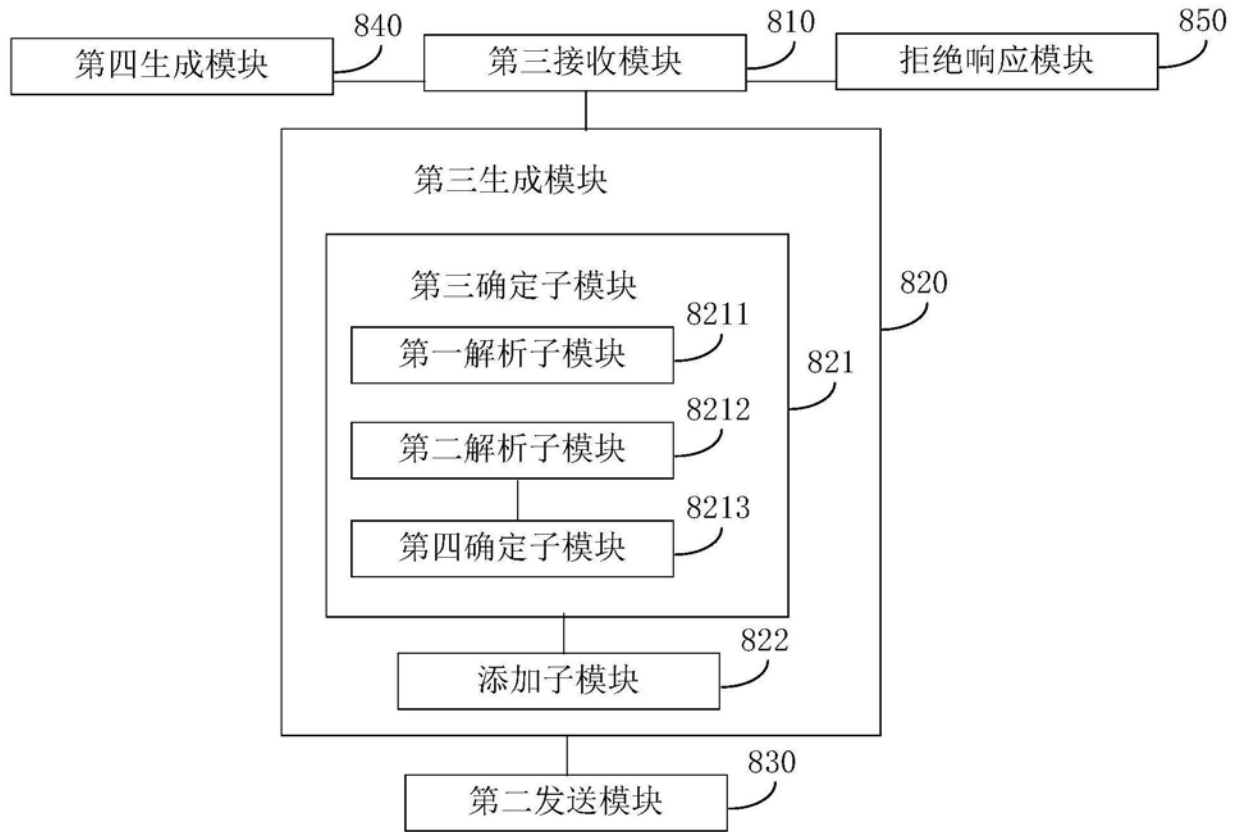 840
810
850
第四生成模块
第三接收模块
拒绝响应模块
第三生成模块
820
第三确定子模块
8211
第一解析子模块
821
8212
第二解析子模块
8213
第四确定子模块
822
添加子模块
830
第二发送模块